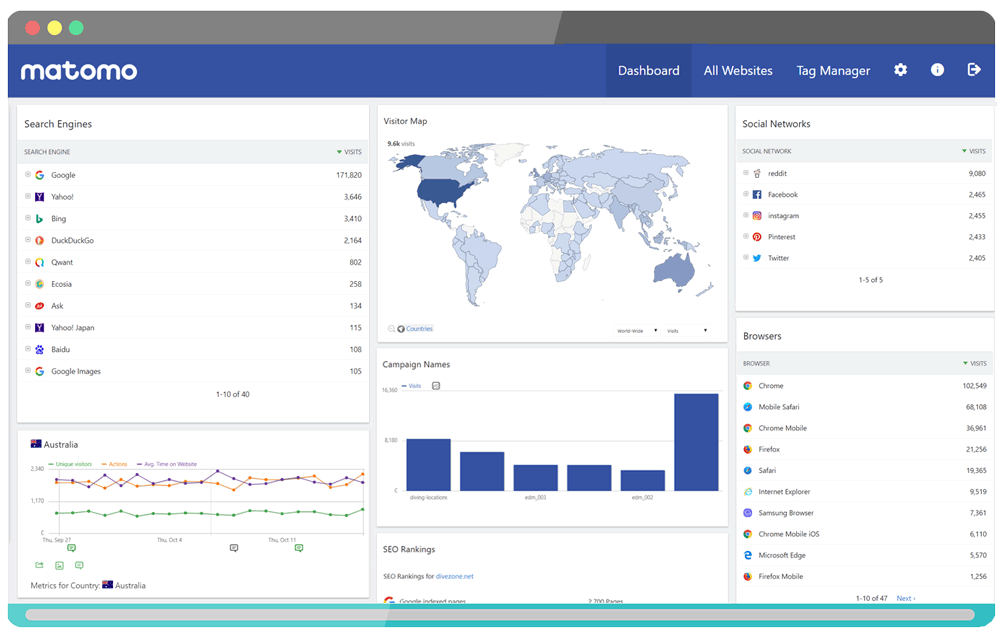 matomo
Dashboard All Websites Tag Manager
Search Engines
SEARCH ENGINE VISITS
Google 171,820
Yahoo! 3,646
Bing 3,410
DuckDuckGo 2,164
Qwant 802
Ecosia 258
Ask 134
Yahoo! Japan 115
Baidu 108
Google Images 105
1-10 of 40
Australia
Unique visitors Actions Avg. Time on Website
2,340
1,170
0
Thu, Sep 27 Thu, Oct 4 Thu, Oct 11
Metrics for Country: Australia
Visitor Map
9.6k visits
Countries World-Wide Visits
Campaign Names
Visits
16,360
8,180
0
diving-locations edm_003 edm_002
SEO Rankings
SEO Rankings for divezone.net
Google indexed pages 2,700 Pages
Social Networks
SOCIAL NETWORK VISITS
reddit 9,080
Facebook 2,465
instagram 2,455
Pinterest 2,433
Twitter 2,405
1-5 of 5
Browsers
BROWSER VISITS
Chrome 102,549
Mobile Safari 68,108
Chrome Mobile 36,961
Firefox 21,256
Safari 19,365
Internet Explorer 9,519
Samsung Browser 7,361
Chrome Mobile iOS 6,110
Microsoft Edge 5,570
Firefox Mobile 1,256
1-10 of 47 Next ›